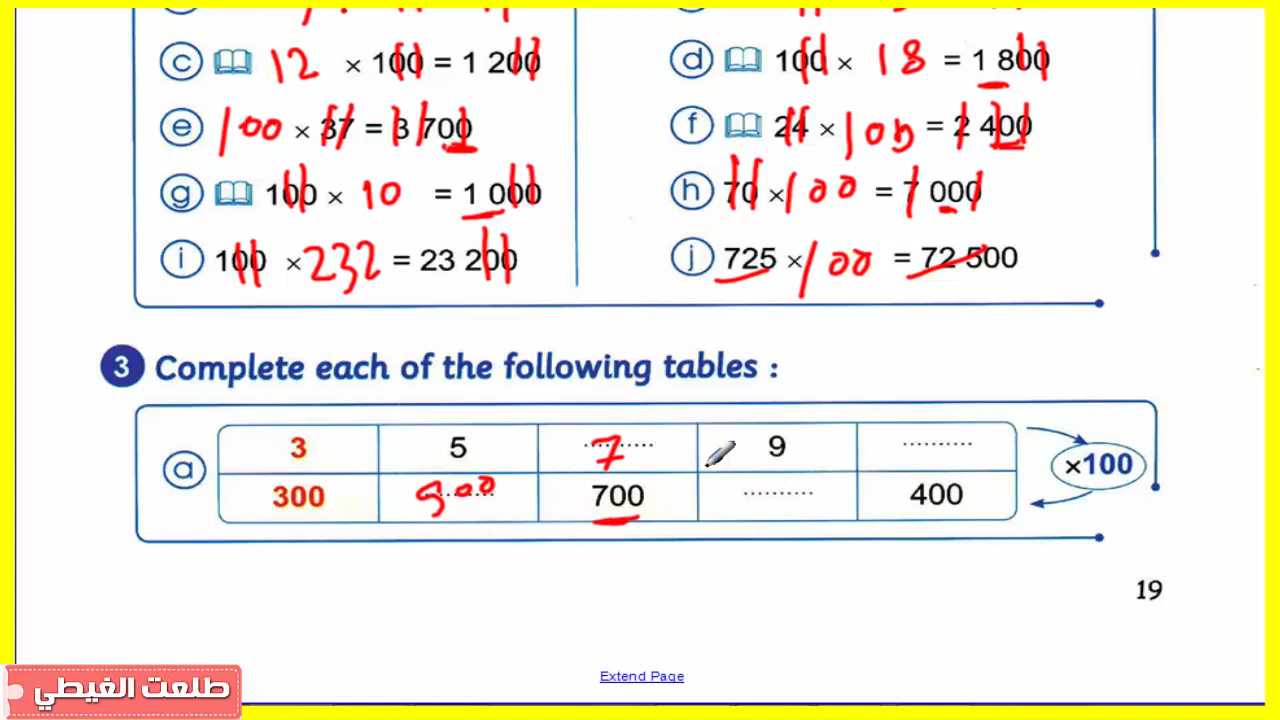 c 12 × 100 = 1 200
d 100 × 18 = 1 800
e 100 × 37 = 3 700
f 24 × 100 = 2 400
g 100 × 10 = 1 000
h 70 × 100 = 7 000
i 100 × 232 = 23 200
j 725 × 100 = 72 500
3 Complete each of the following tables :
a
3 5 7 9 ..........
300 500 700 .......... 400
×100
19
Extend Page
طلعت الغيطي